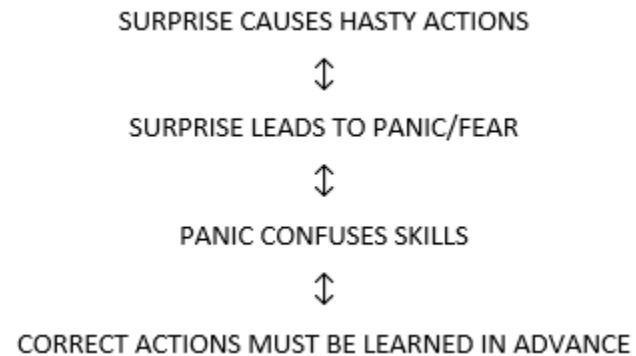 SURPRISE CAUSES HASTY ACTIONS
↕
SURPRISE LEADS TO PANIC/FEAR
↕
PANIC CONFUSES SKILLS
↕
CORRECT ACTIONS MUST BE LEARNED IN ADVANCE